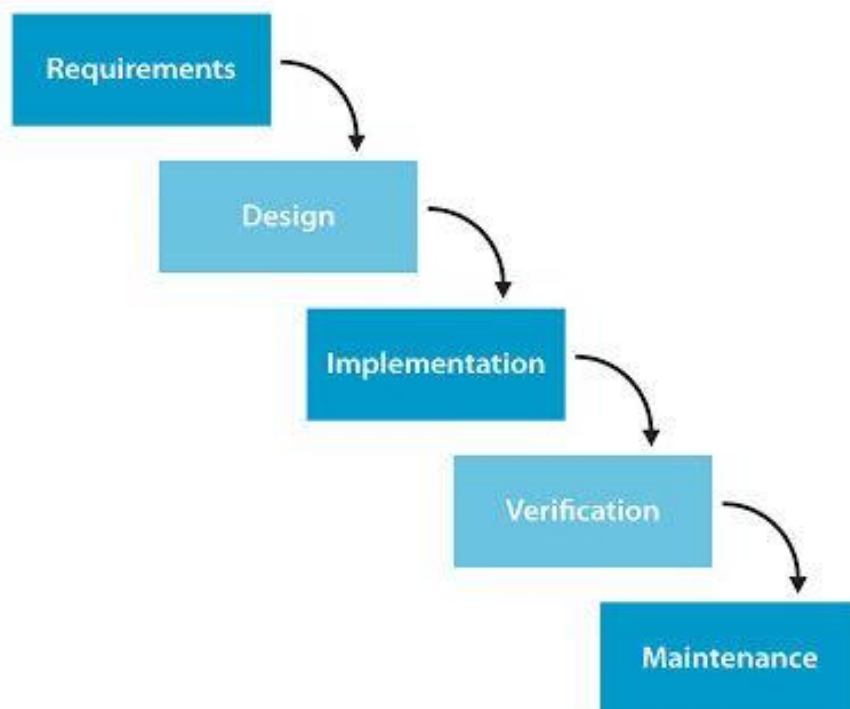 Requirements
Design
Implementation
Verification
Maintenance